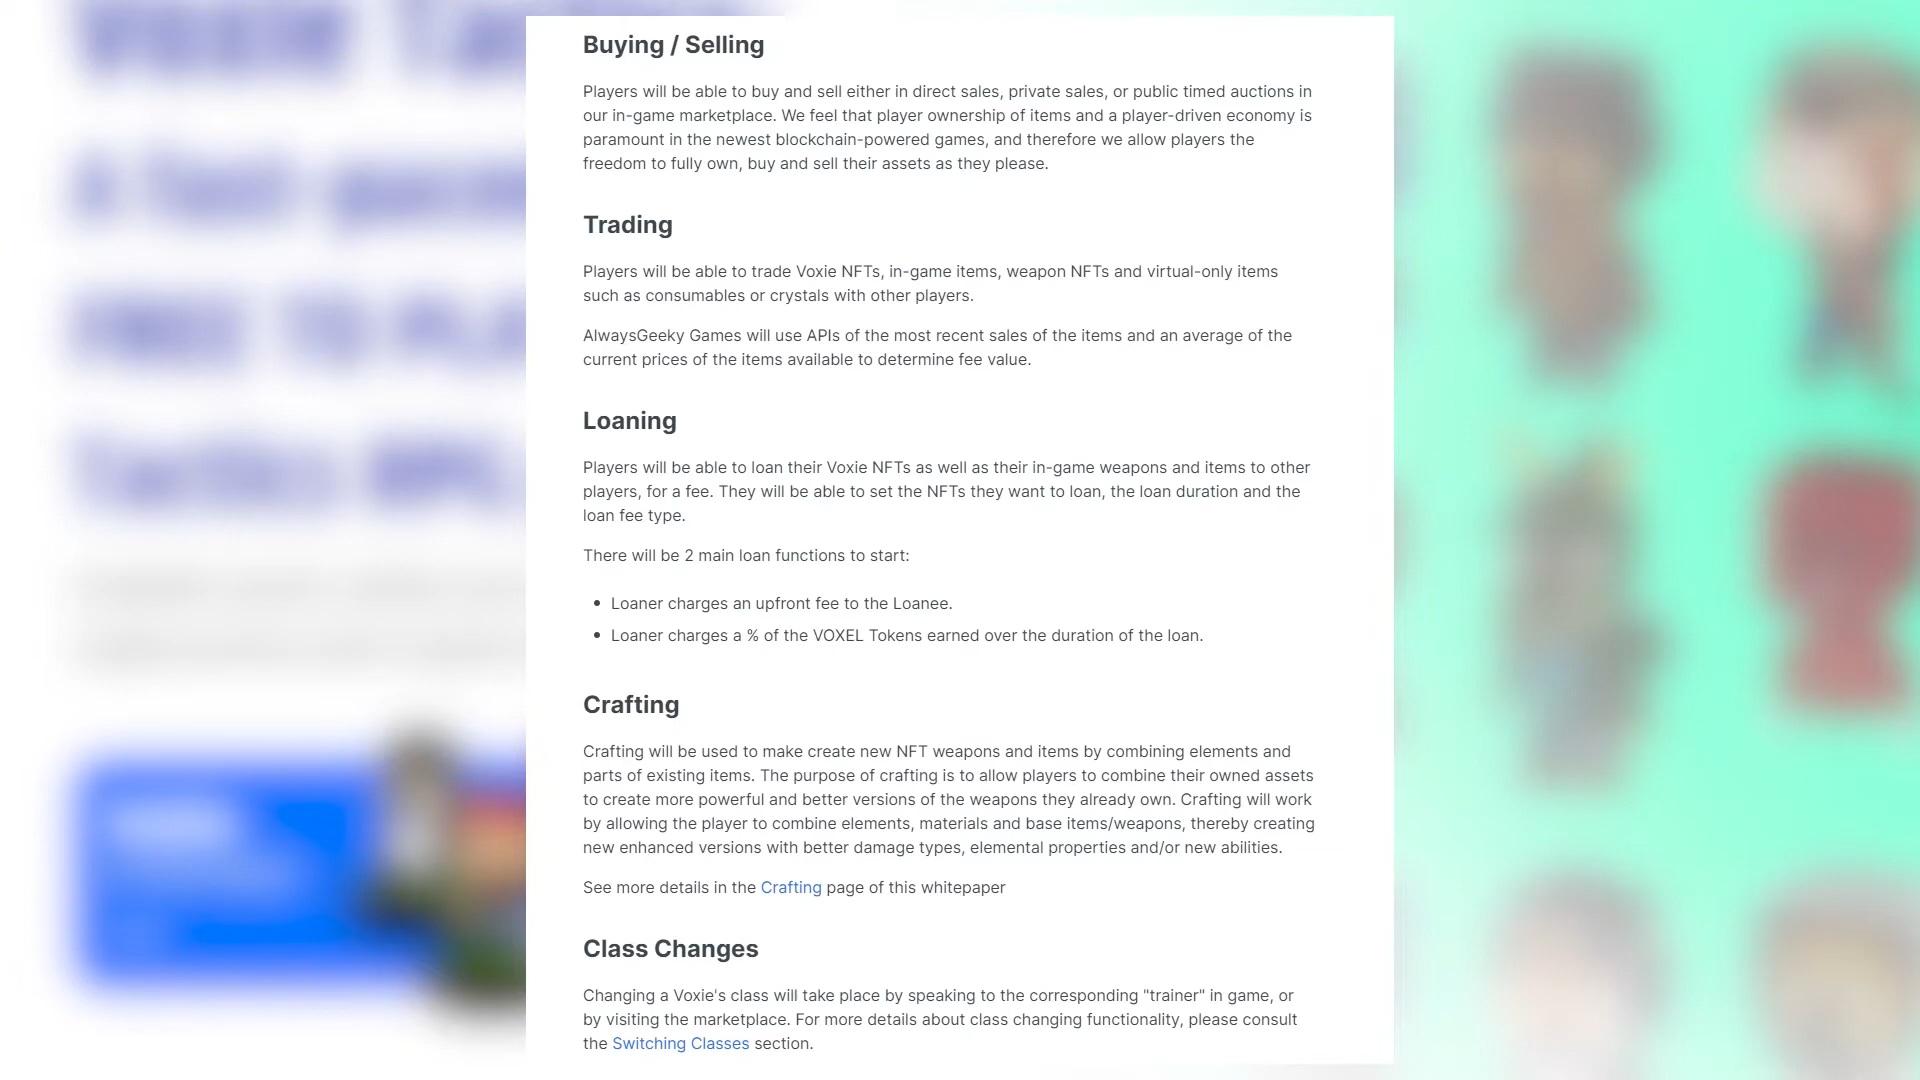 Buying / Selling
Players will be able to buy and sell either in direct sales, private sales, or public timed auctions in
our in-game marketplace. We feel that player ownership of items and a player-driven economy is
paramount in the newest blockchain-powered games, and therefore we allow players the
freedom to fully own, buy and sell their assets as they please.
Trading
Players will be able to trade Voxie NFTs, in-game items, weapon NFTs and virtual-only items
such as consumables or crystals with other players.
AlwaysGeeky Games will use APIs of the most recent sales of the items and an average of the
current prices of the items available to determine fee value.
Loaning
Players will be able to loan their Voxie NFTs as well as their in-game weapons and items to other
players, for a fee. They will be able to set the NFTs they want to loan, the loan duration and the
loan fee type.
There will be 2 main loan functions to start:
• Loaner charges an upfront fee to the Loanee.
• Loaner charges a % of the VOXEL Tokens earned over the duration of the loan.
Crafting
Crafting will be used to make create new NFT weapons and items by combining elements and
parts of existing items. The purpose of crafting is to allow players to combine their owned assets
to create more powerful and better versions of the weapons they already own. Crafting will work
by allowing the player to combine elements, materials and base items/weapons, thereby creating
new enhanced versions with better damage types, elemental properties and/or new abilities.
See more details in the Crafting page of this whitepaper
Class Changes
Changing a Voxie's class will take place by speaking to the corresponding "trainer" in game, or
by visiting the marketplace. For more details about class changing functionality, please consult
the Switching Classes section.